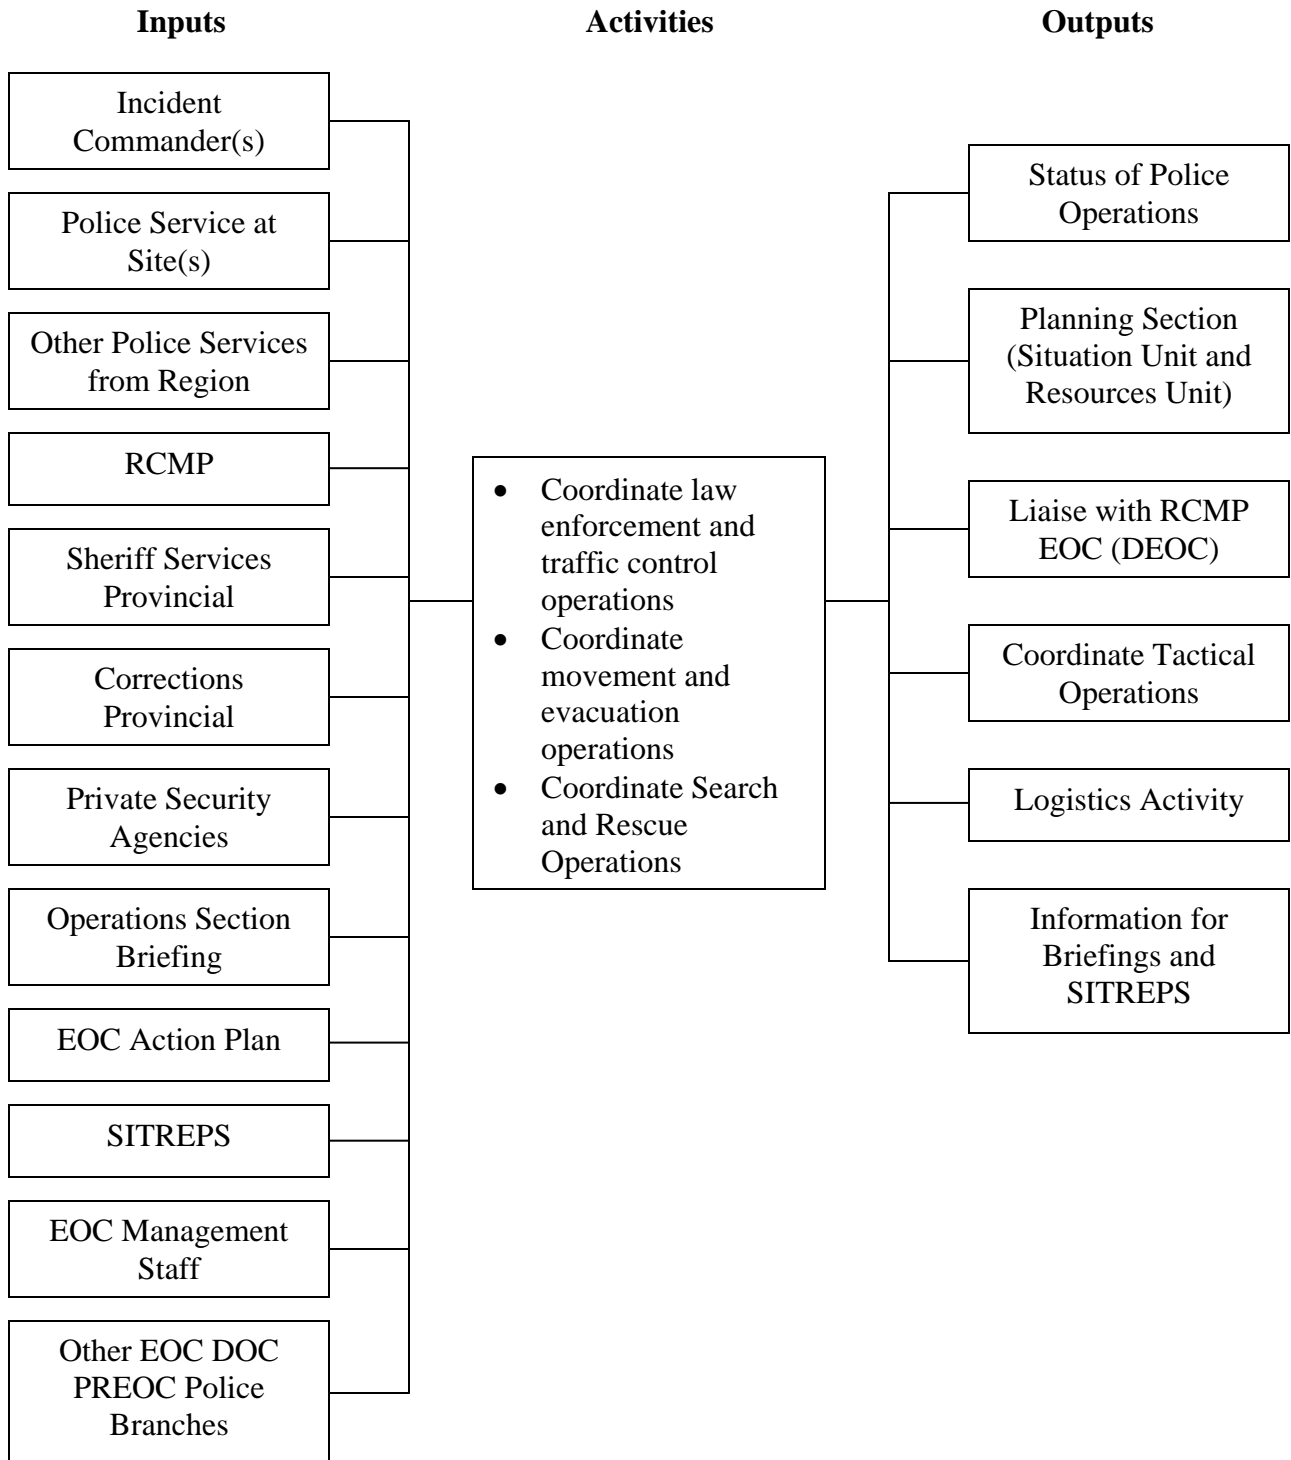 Inputs
Activities
Outputs
Incident
Commander(s)
Police Service at
Site(s)
Other Police Services
from Region
RCMP
Sheriff Services
Provincial
Corrections
Provincial
Private Security
Agencies
Operations Section
Briefing
EOC Action Plan
SITREPS
EOC Management
Staff
Other EOC DOC
PREOC Police
Branches
• Coordinate law
enforcement and
traffic control
operations
• Coordinate
movement and
evacuation
operations
• Coordinate Search
and Rescue
Operations
Status of Police
Operations
Planning Section
(Situation Unit and
Resources Unit)
Liaise with RCMP
EOC (DEOC)
Coordinate Tactical
Operations
Logistics Activity
Information for
Briefings and
SITREPS